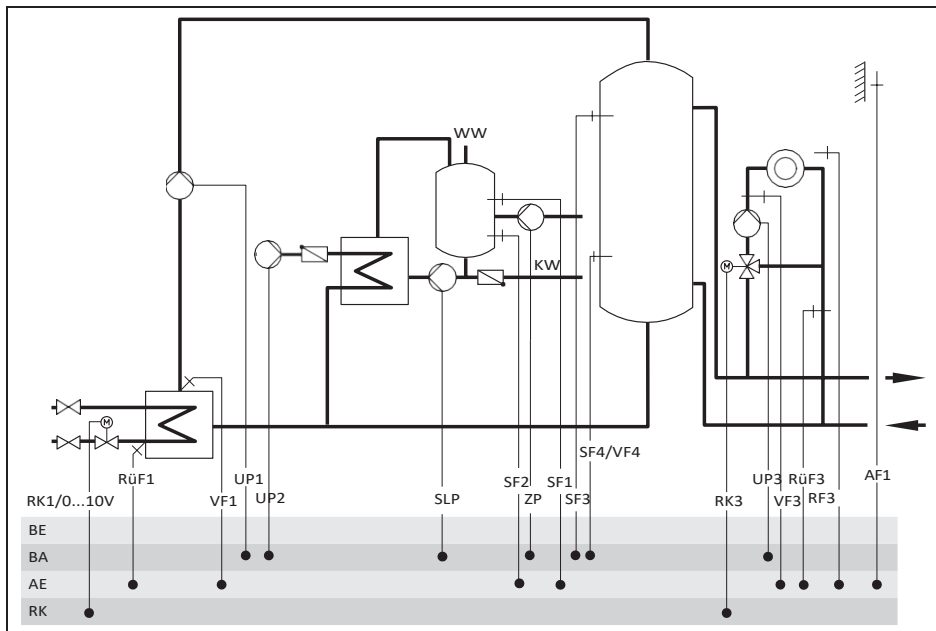 WW
KW
M
M
SF4/VF4
RüF1
UP1
SF2
SF1
UP3
RüF3
AF1
RK1/0...10V
VF1
UP2
SLP
ZP
SF3
RK3
VF3
RF3
BE
BA
AE
RK